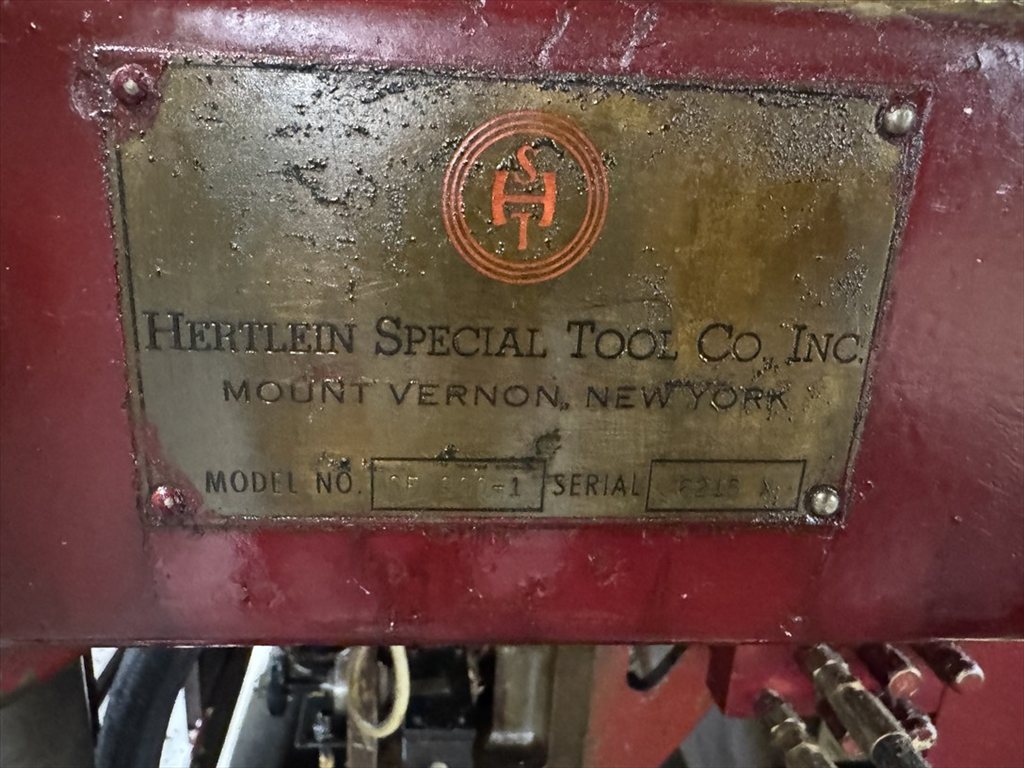 SHT
HERTLEIN SPECIAL TOOL CO., INC.
MOUNT VERNON, NEW YORK
MODEL NO. SERIAL